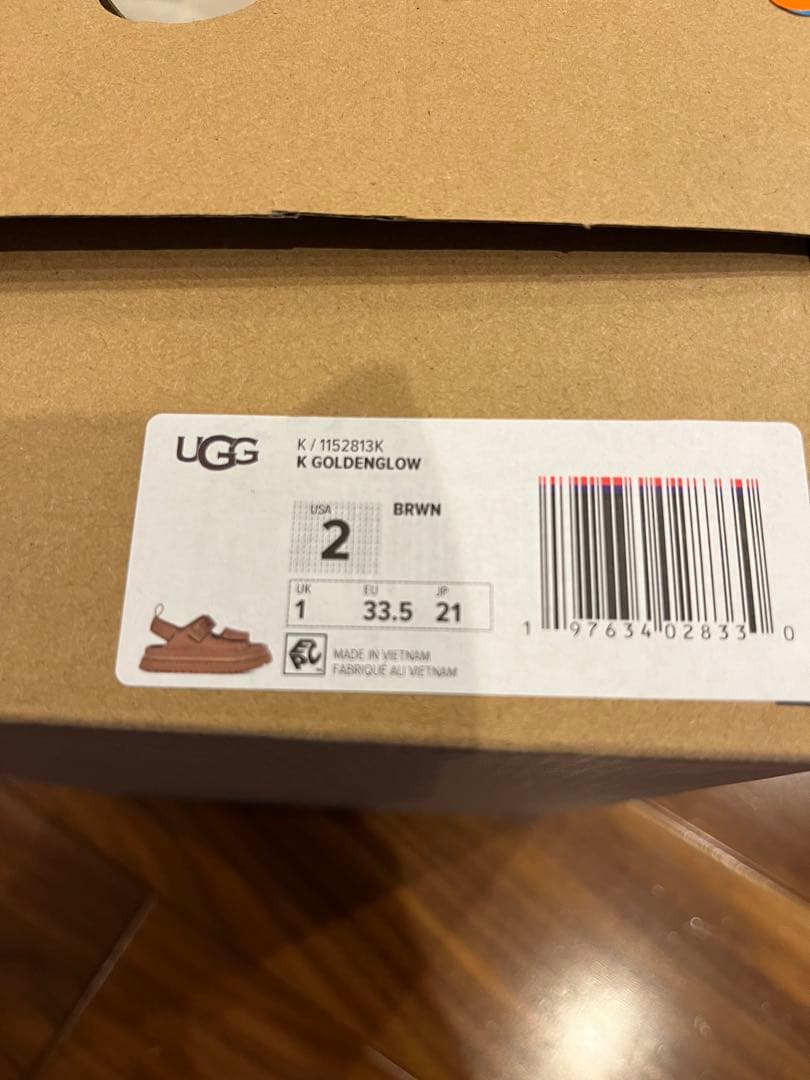 UGG
K / 1152813K
K GOLDENGLOW
USA
2
BRWN
UK EU JP
1 33.5 21
MADE IN VIETNAM
FABRIQUÉ AU VIETNAM
1 97634 02833 0